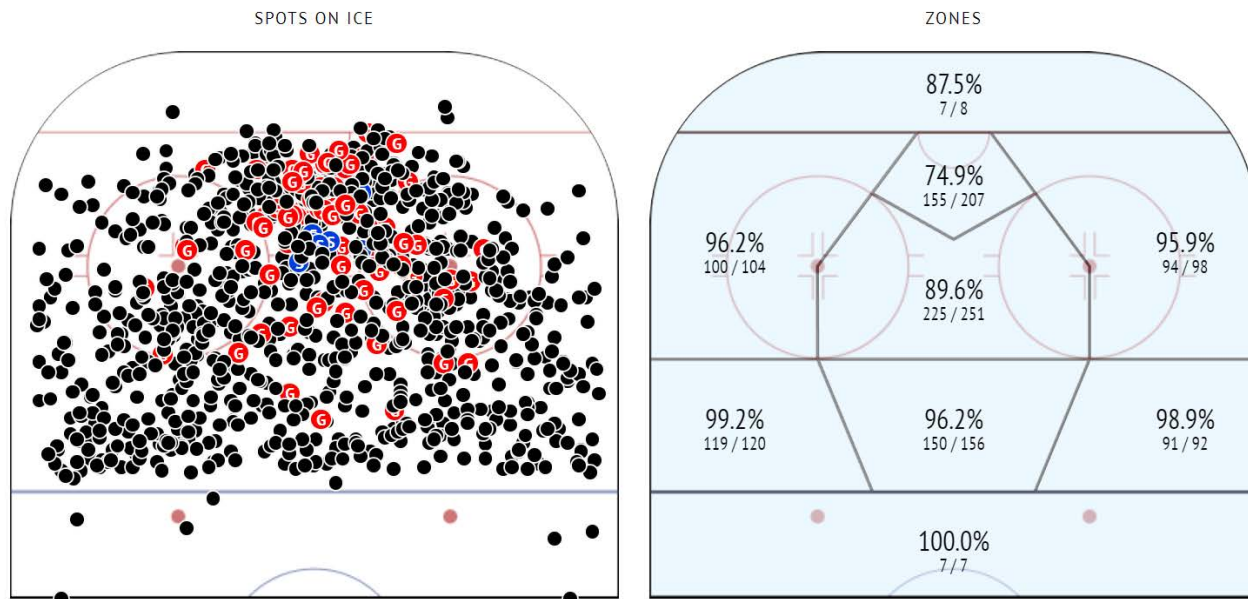 SPOTS ON ICE
ZONES
87.5%
7 / 8
74.9%
155 / 207
96.2%
100 / 104
95.9%
94 / 98
89.6%
225 / 251
99.2%
119 / 120
96.2%
150 / 156
98.9%
91 / 92
100.0%
7 / 7